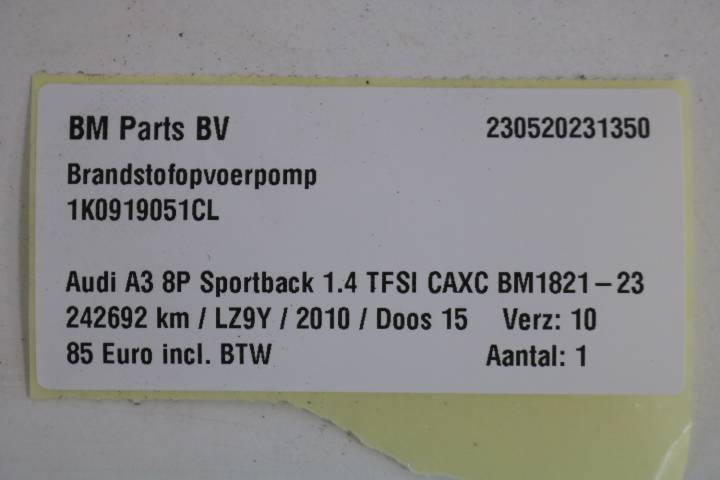 BM Parts BV 230520231350
Brandstofopvoerpomp
1K0919051CL
Audi A3 8P Sportback 1.4 TFSI CAXC BM1821-23
242692 km / LZ9Y / 2010 / Doos 15 Verz: 10
85 Euro incl. BTW Aantal: 1